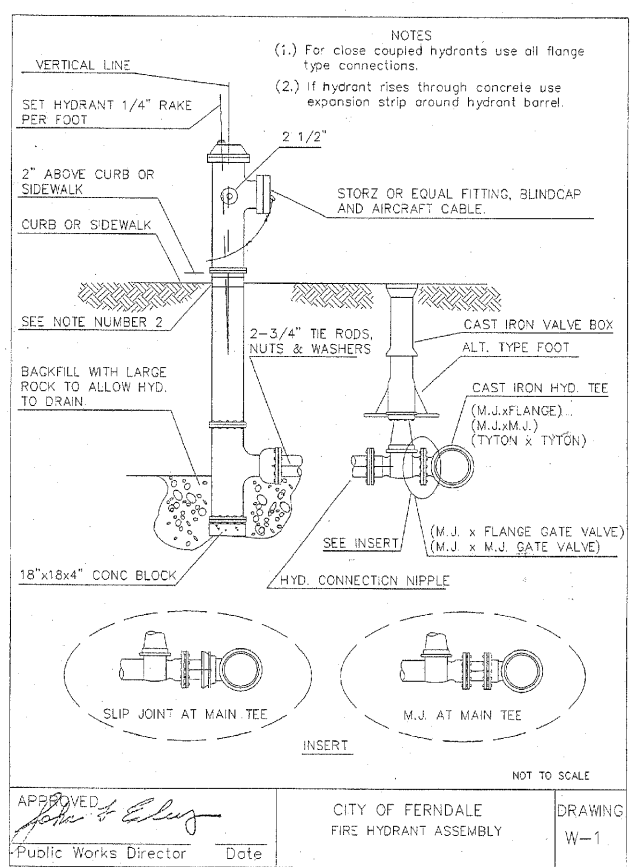 NOTES
(1.) For close coupled hydrants use all flange
type connections.
(2.) If hydrant rises through concrete use
expansion strip around hydrant barrel.
VERTICAL LINE
SET HYDRANT 1/4" RAKE
PER FOOT
2 1/2"
2" ABOVE CURB OR
SIDEWALK
STORZ OR EQUAL FITTING, BLINDCAP
AND AIRCRAFT CABLE.
CURB OR SIDEWALK
SEE NOTE NUMBER 2
2-3/4" TIE RODS,
NUTS & WASHERS
CAST IRON VALVE BOX
ALT. TYPE FOOT
BACKFILL WITH LARGE
ROCK TO ALLOW HYD.
TO DRAIN.
CAST IRON HYD. TEE
(M.J.xFLANGE)
(M.J.xM.J.)
(TYTON x TYTON)
(M.J. x FLANGE GATE VALVE)
(M.J. x M.J. GATE VALVE)
SEE INSERT
18"x18x4" CONC BLOCK
HYD. CONNECTION NIPPLE
SLIP JOINT AT MAIN TEE
M.J. AT MAIN TEE
INSERT
NOT TO SCALE
APPROVED
Public Works Director Date
CITY OF FERNDALE
FIRE HYDRANT ASSEMBLY
DRAWING
W-1